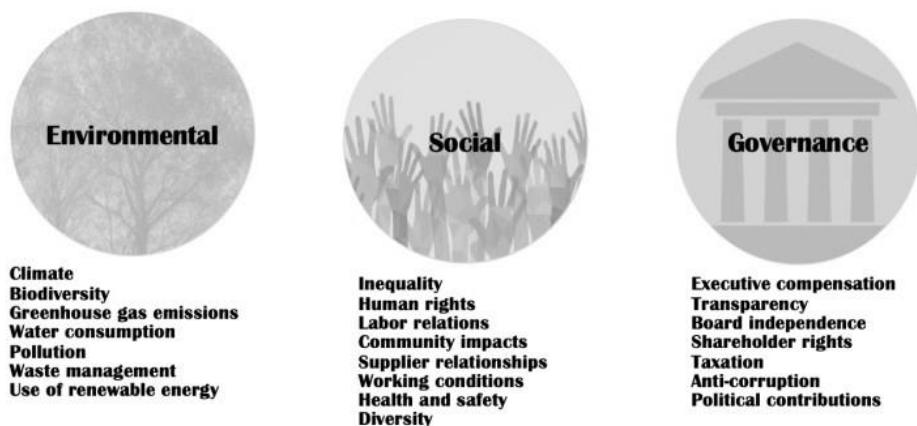 Environmental
Climate
Biodiversity
Greenhouse gas emissions
Water consumption
Pollution
Waste management
Use of renewable energy
Social
Inequality
Human rights
Labor relations
Community impacts
Supplier relationships
Working conditions
Health and safety
Diversity
Governance
Executive compensation
Transparency
Board independence
Shareholder rights
Taxation
Anti-corruption
Political contributions